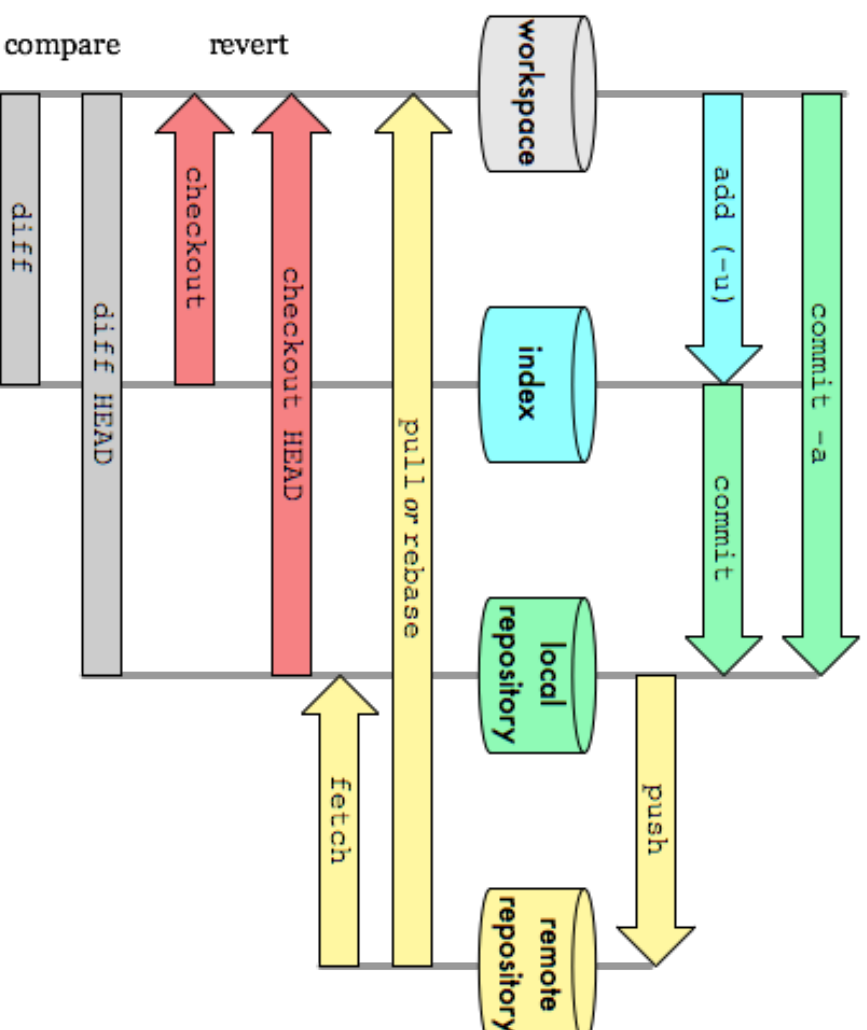 compare
revert
workspace
index
local
repository
remote
repository
diff
diff HEAD
checkout
checkout HEAD
pull or rebase
fetch
push
add (-u)
commit
commit -a